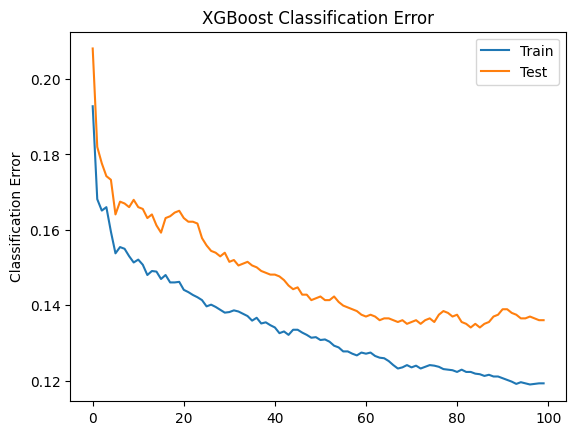 XGBoost Classification Error
Train
Test
Classification Error
0.20
0.18
0.16
0.14
0.12
0
20
40
60
80
100